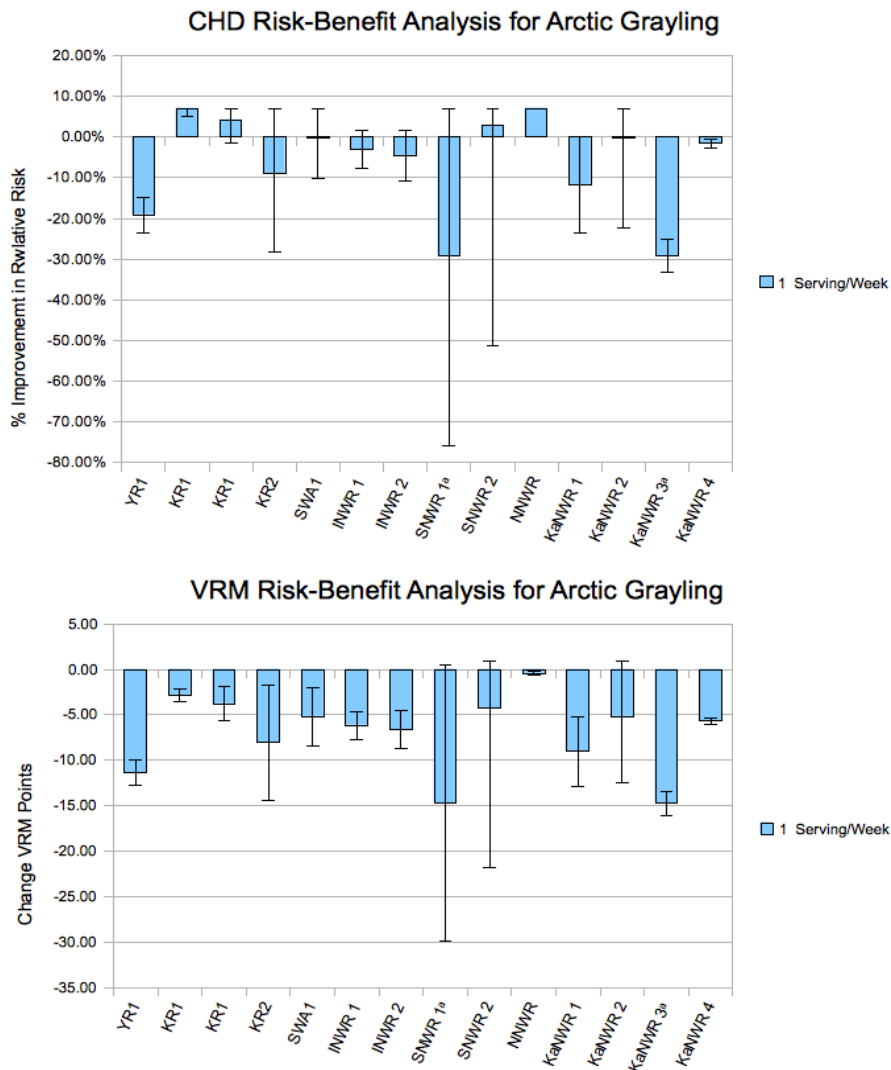 CHD Risk-Benefit Analysis for Arctic Grayling
% Improvememt in Rwlative Risk
20.00%
10.00%
0.00%
-10.00%
-20.00%
-30.00%
-40.00%
-50.00%
-60.00%
-70.00%
-80.00%
1 Serving/Week
YR1
KR1
KR1
KR2
SWA1
INWR 1
INWR 2
SNWR 1ª
SNWR 2
NNWR
KaNWR 1
KaNWR 2
KaNWR 3ª
KaNWR 4
VRM Risk-Benefit Analysis for Arctic Grayling
Change VRM Points
5.00
0.00
-5.00
-10.00
-15.00
-20.00
-25.00
-30.00
-35.00
1 Serving/Week
YR1
KR1
KR1
KR2
SWA1
INWR 1
INWR 2
SNWR 1ª
SNWR 2
NNWR
KaNWR 1
KaNWR 2
KaNWR 3ª
KaNWR 4